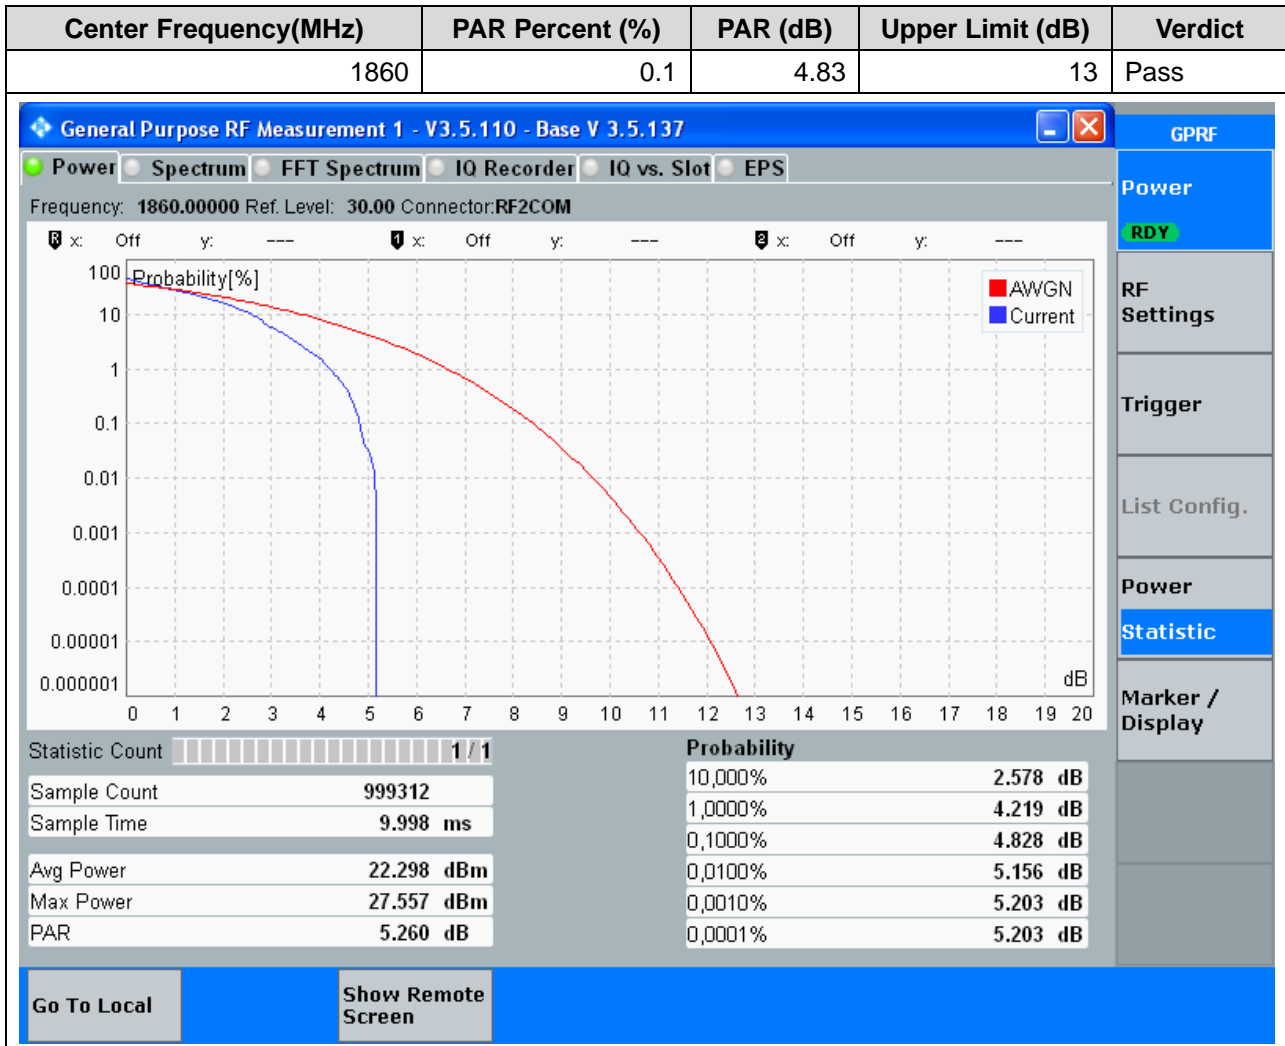 Center Frequency(MHz) PAR Percent (%) PAR (dB) Upper Limit (dB) Verdict
1860 0.1 4.83 13 Pass
General Purpose RF Measurement 1 - V3.5.110 - Base V 3.5.137
GPRF
Power Spectrum FFT Spectrum IQ Recorder IQ vs. Slot EPS
Frequency: 1860.00000 Ref. Level: 30.00 Connector:RF2COM
R x: Off y: --- 1 x: Off y: --- 2 x: Off y: ---
Probability[%]
AWGN
Current
100
10
1
0.1
0.01
0.001
0.0001
0.00001
0.000001
dB
0 1 2 3 4 5 6 7 8 9 10 11 12 13 14 15 16 17 18 19 20
Statistic Count 1 / 1
Sample Count 999312
Sample Time 9.998 ms
Avg Power 22.298 dBm
Max Power 27.557 dBm
PAR 5.260 dB
Probability
10,000% 2.578 dB
1,0000% 4.219 dB
0,1000% 4.828 dB
0,0100% 5.156 dB
0,0010% 5.203 dB
0,0001% 5.203 dB
Power
RDY
RF
Settings
Trigger
List Config.
Power
Statistic
Marker /
Display
Go To Local
Show Remote
Screen